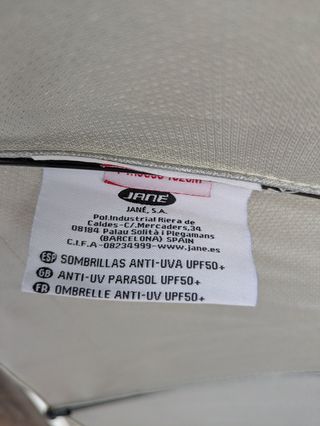 JANE
JANÉ, S.A.
Pol.Industrial Riera de
Caldes-C/.Mercaders,34
08184 Palau Solità i Plegamans
(BARCELONA) SPAIN
C.I.F.A-08234999-www.jane.es
ESP SOMBRILLAS ANTI-UVA UPF50+
GB ANTI-UV PARASOL UPF50+
FR OMBRELLE ANTI-UV UPF50+